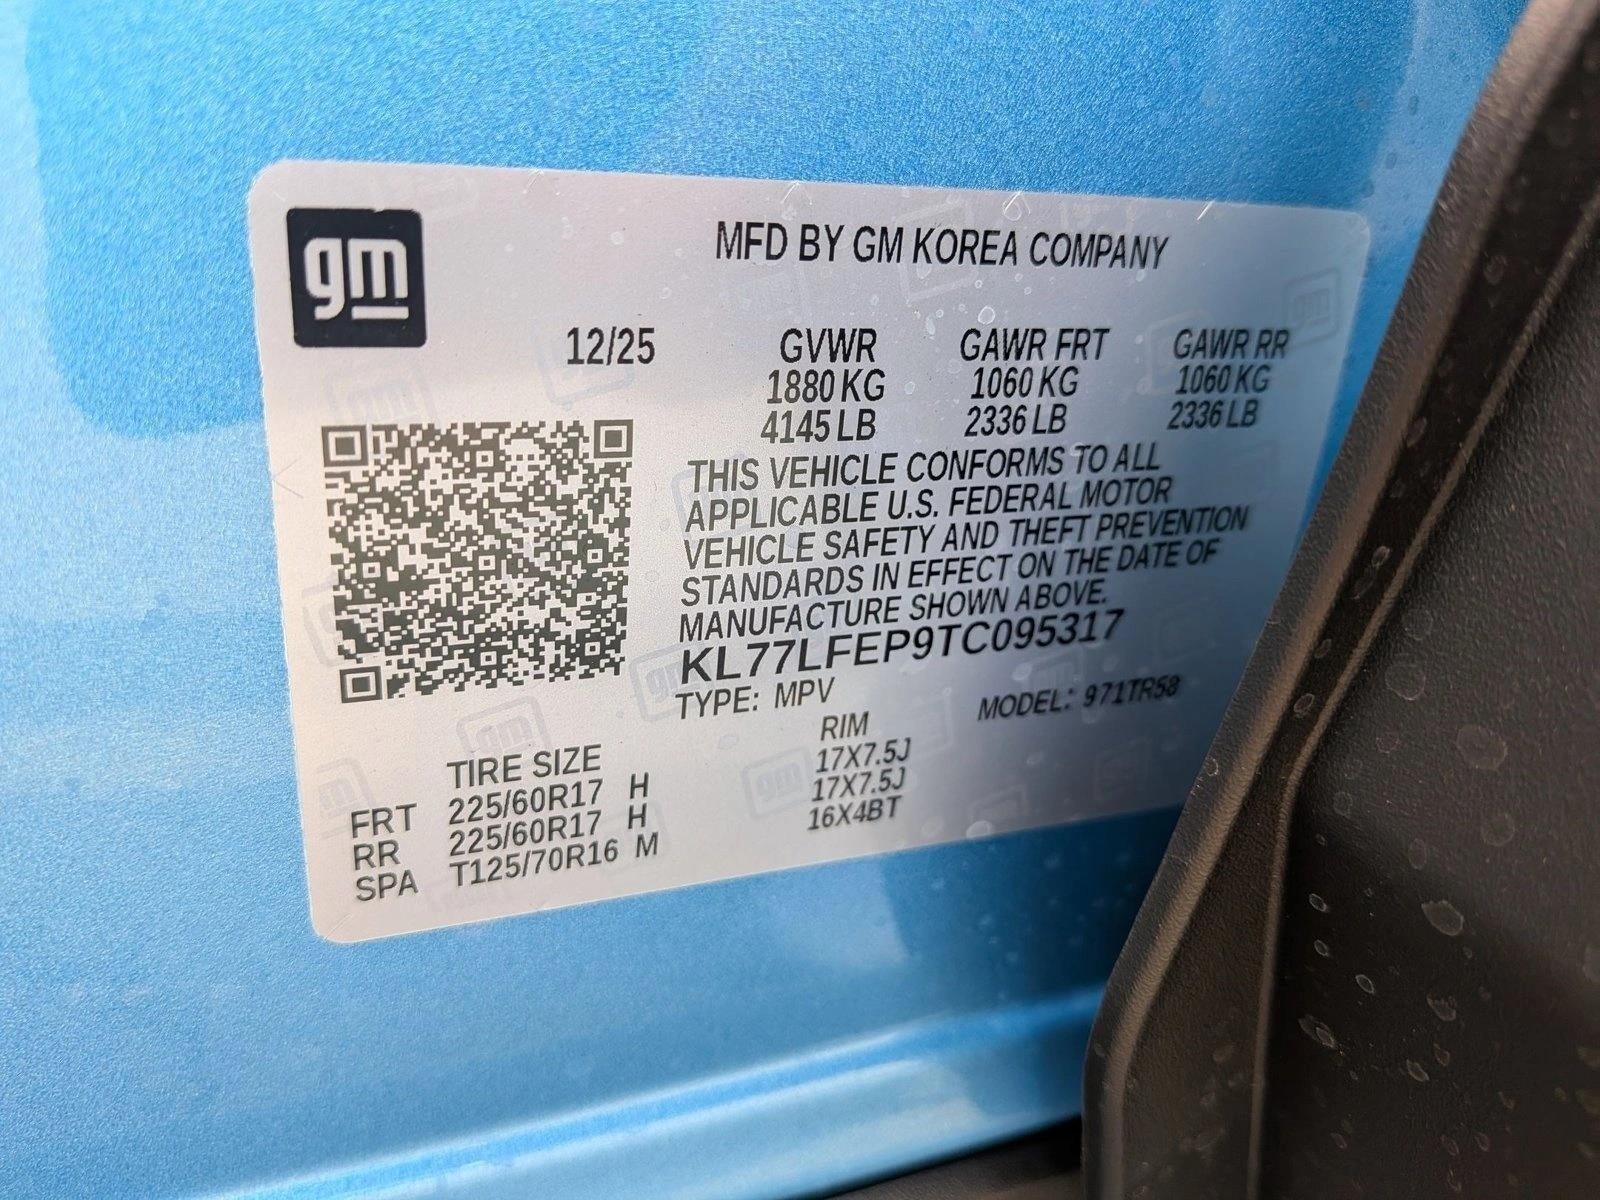 gm
MFD BY GM KOREA COMPANY
12/25 GVWR GAWR FRT GAWR RR
1880 KG 1060 KG 1060 KG
4145 LB 2336 LB 2336 LB
THIS VEHICLE CONFORMS TO ALL
APPLICABLE U.S. FEDERAL MOTOR
VEHICLE SAFETY AND THEFT PREVENTION
STANDARDS IN EFFECT ON THE DATE OF
MANUFACTURE SHOWN ABOVE.
KL77LFEP9TC095317
TYPE: MPV MODEL: 971TR58
TIRE SIZE RIM
FRT 225/60R17 H 17X7.5J
RR 225/60R17 H 17X7.5J
SPA T125/70R16 M 16X4BT